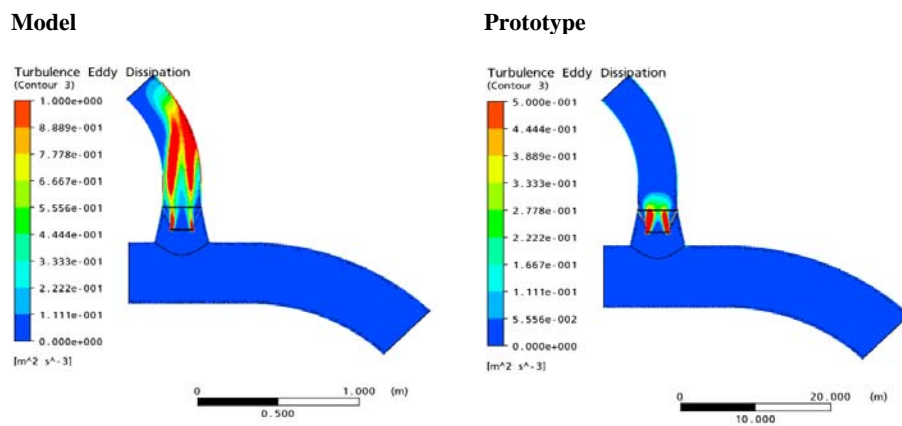 Model
Turbulence Eddy Dissipation
(Contour 3)
1.000e+000
8.889e-001
7.778e-001
6.667e-001
5.556e-001
4.444e-001
3.333e-001
2.222e-001
1.111e-001
0.000e+000
[m^2 s^-3]
0
1.000
(m)
0.500
Prototype
Turbulence Eddy Dissipation
(Contour 3)
5.000e-001
4.444e-001
3.889e-001
3.333e-001
2.778e-001
2.222e-001
1.667e-001
1.111e-001
5.556e-002
0.000e+000
[m^2 s^-3]
0
20.000
(m)
10.000